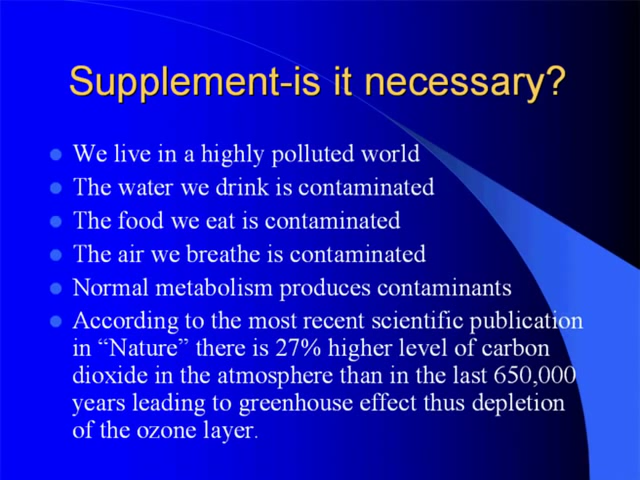 Supplement-is it necessary?
We live in a highly polluted world
The water we drink is contaminated
The food we eat is contaminated
The air we breathe is contaminated
Normal metabolism produces contaminants
According to the most recent scientific publication
in “Nature” there is 27% higher level of carbon
dioxide in the atmosphere than in the last 650,000
years leading to greenhouse effect thus depletion
of the ozone layer.